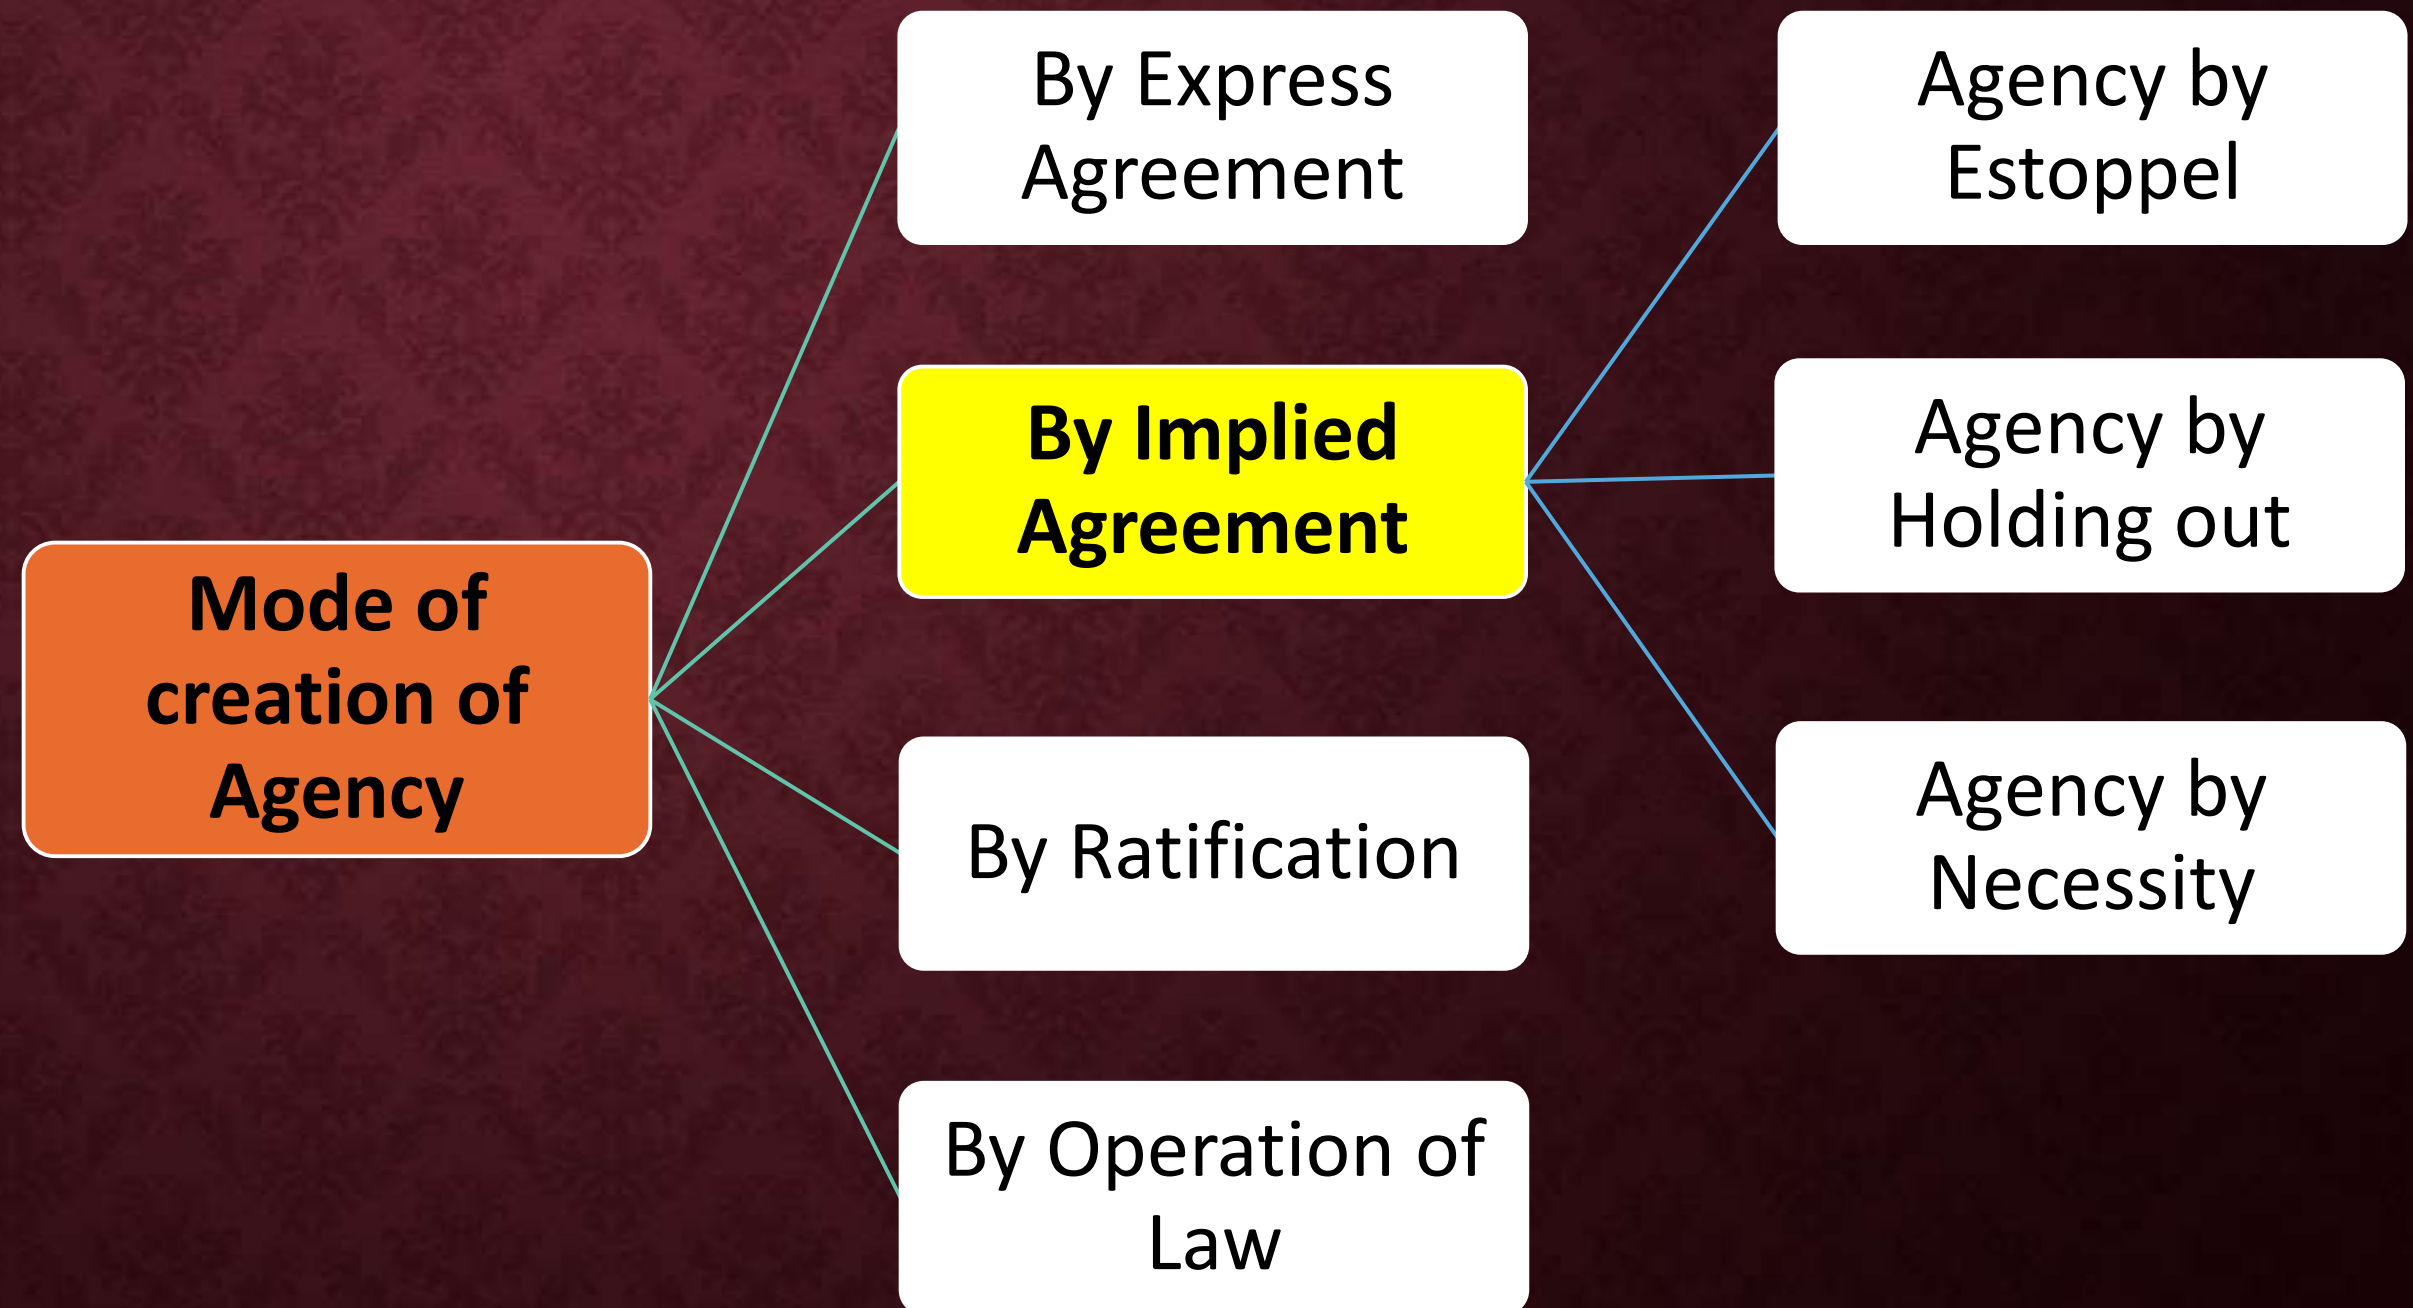 Mode of
creation of
Agency
By Express
Agreement
By Implied
Agreement
By Ratification
By Operation of
Law
Agency by
Estoppel
Agency by
Holding out
Agency by
Necessity